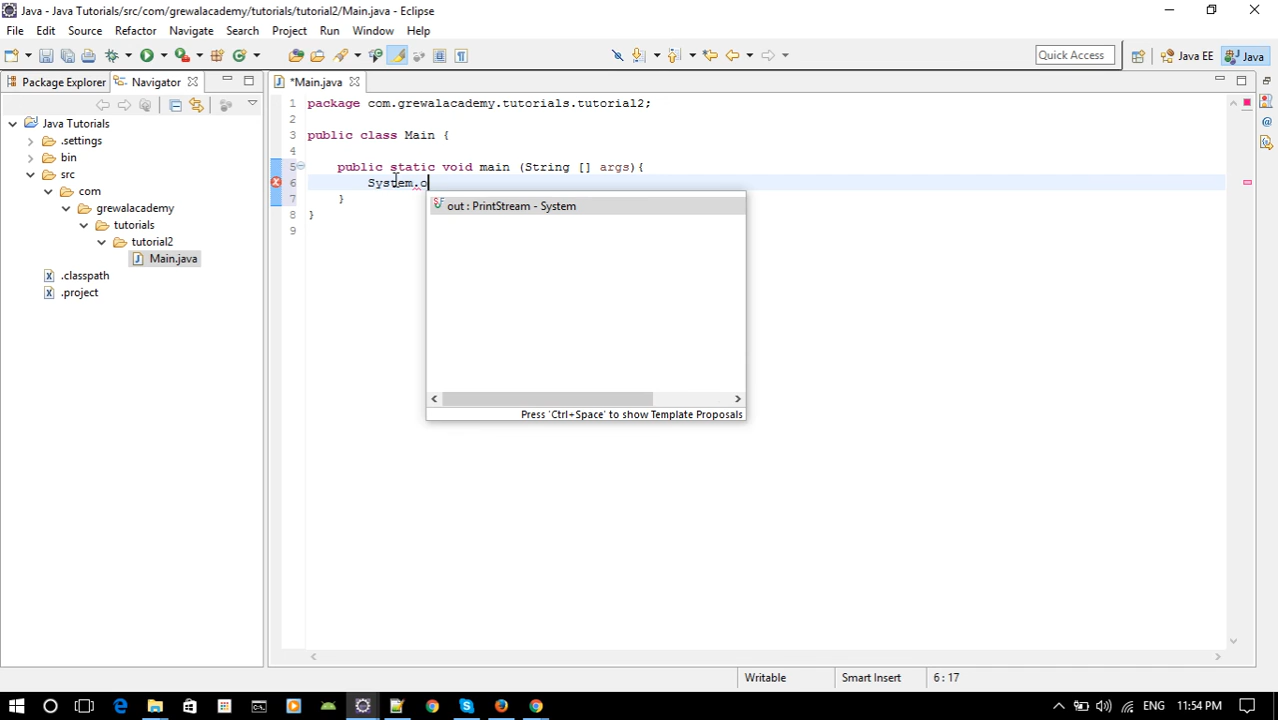 Java - Java Tutorials/src/com/grewalacademy/tutorials/tutorial2/Main.java - Eclipse
File Edit Source Refactor Navigate Search Project Run Window Help
Quick Access Java EE Java
Package Explorer Navigator
*Main.java
Java Tutorials
.settings
bin
src
com
grewalacademy
tutorials
tutorial2
Main.java
.classpath
.project
1 package com.grewalacademy.tutorials.tutorial2;
2
3 public class Main {
4
5 public static void main (String [] args){
6 System.o
7 }
8 }
9
out : PrintStream - System
Press 'Ctrl+Space' to show Template Proposals
Writable Smart Insert 6 : 17
ENG 11:54 PM